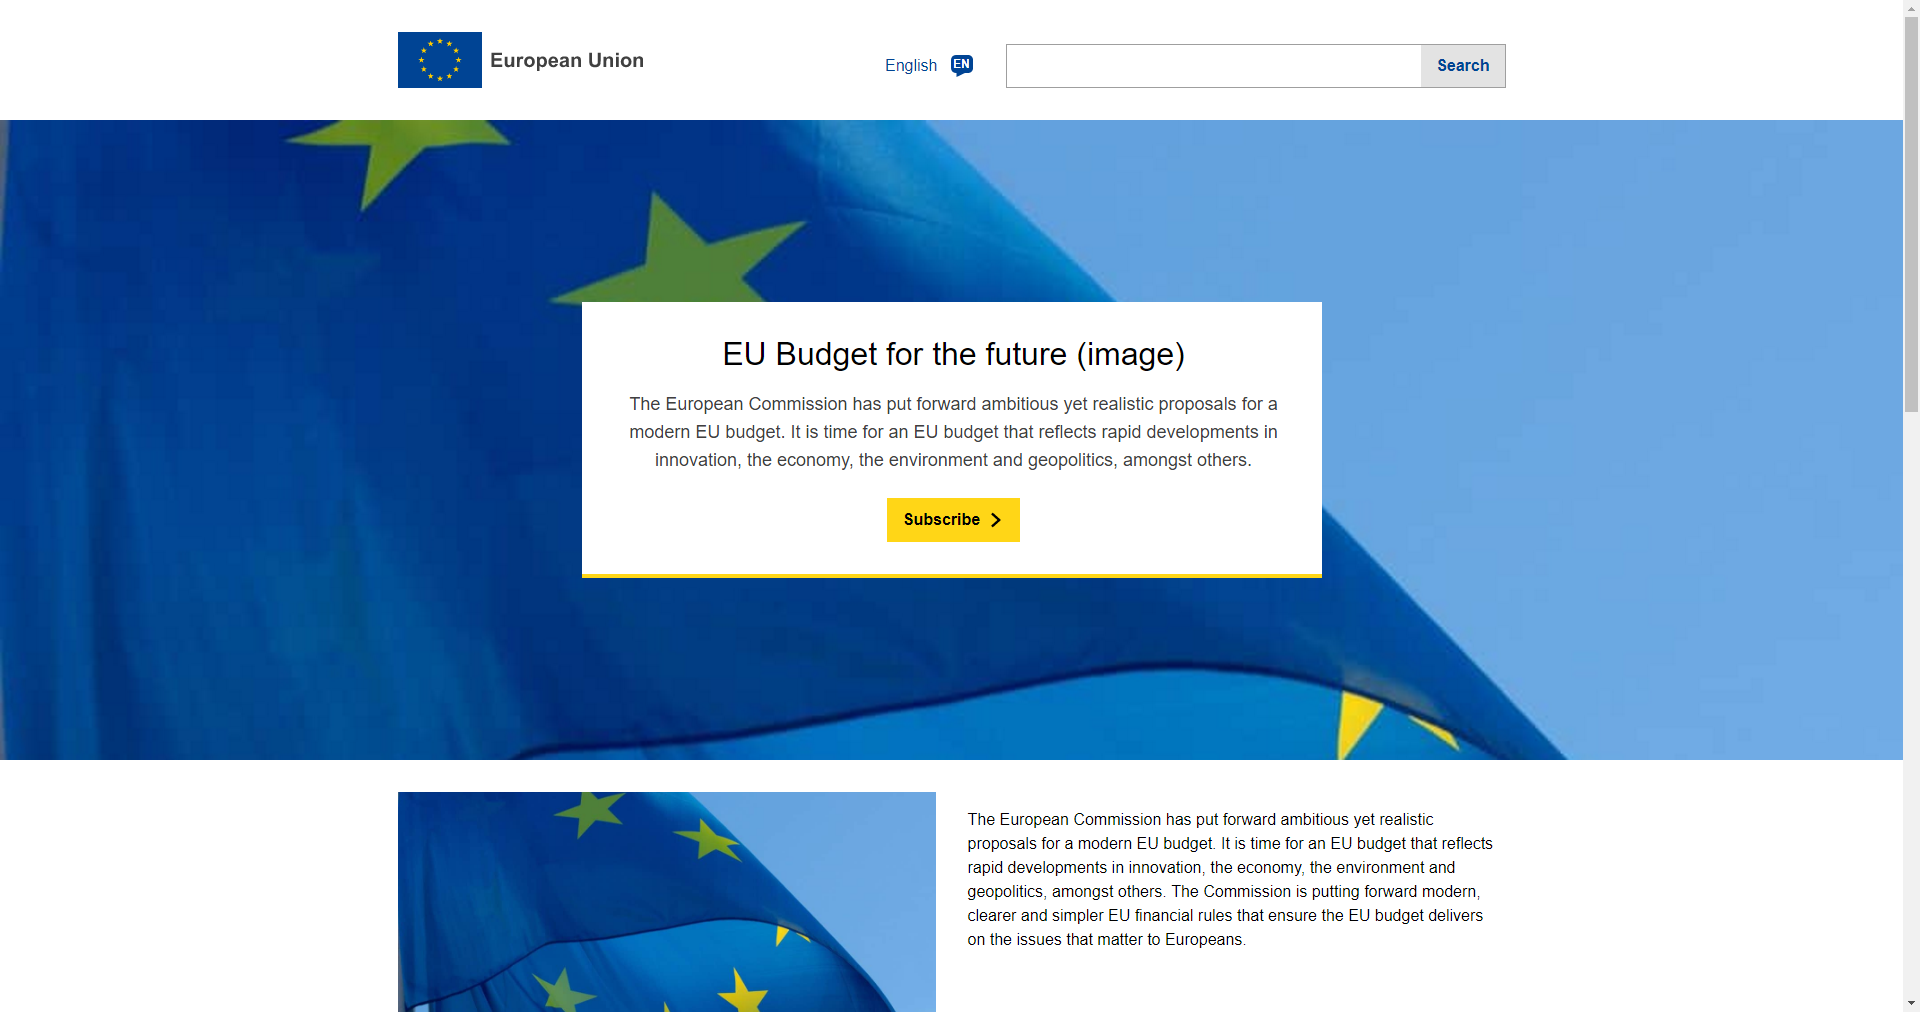 European Union
English EN
Search
EU Budget for the future (image)
The European Commission has put forward ambitious yet realistic proposals for a
modern EU budget. It is time for an EU budget that reflects rapid developments in
innovation, the economy, the environment and geopolitics, amongst others.
Subscribe
The European Commission has put forward ambitious yet realistic
proposals for a modern EU budget. It is time for an EU budget that reflects
rapid developments in innovation, the economy, the environment and
geopolitics, amongst others. The Commission is putting forward modern,
clearer and simpler EU financial rules that ensure the EU budget delivers
on the issues that matter to Europeans.